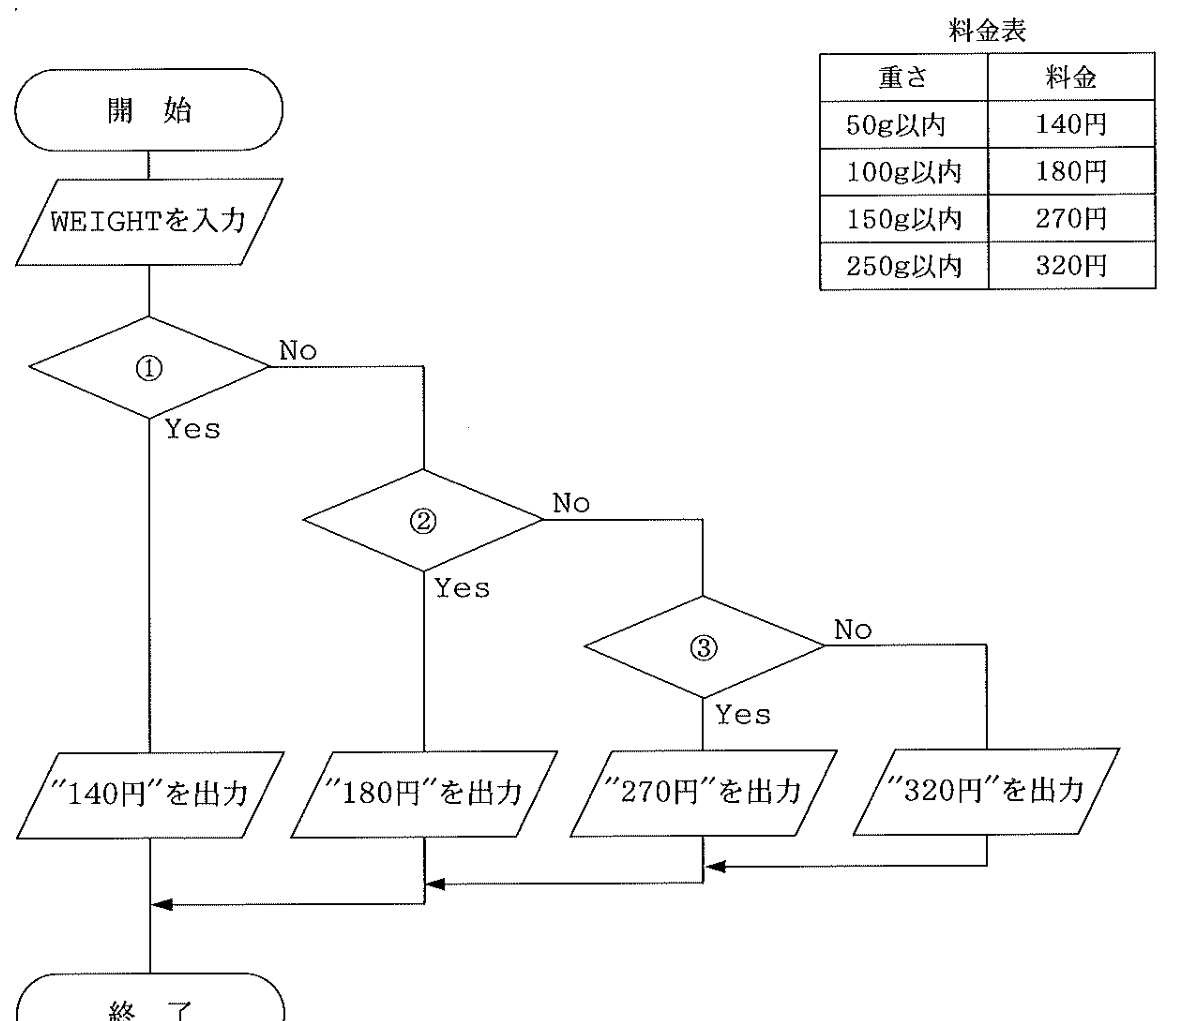 料金表
重さ 料金
50g以内 140円
100g以内 180円
150g以内 270円
250g以内 320円
開 始
WEIGHTを入力
①
No
Yes
②
No
Yes
③
No
Yes
"140円"を出力
"180円"を出力
"270円"を出力
"320円"を出力
終 了